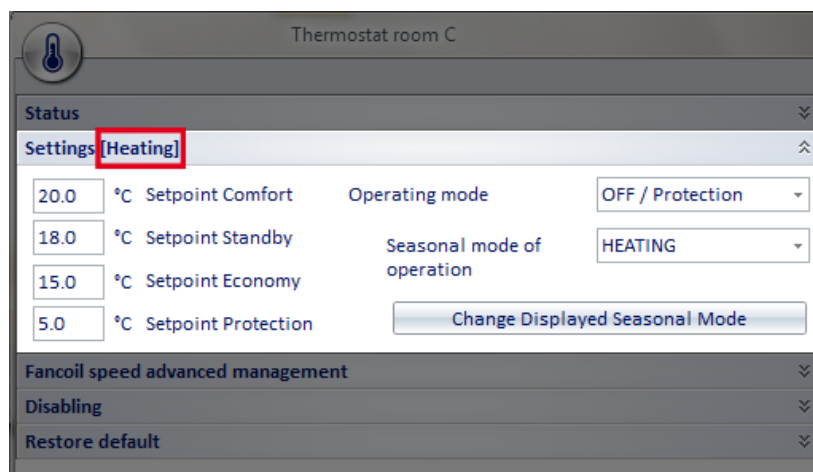 Thermostat room C
Status
Settings [Heating]
20.0 °C Setpoint Comfort Operating mode OFF / Protection
18.0 °C Setpoint Standby Seasonal mode of operation HEATING
15.0 °C Setpoint Economy
5.0 °C Setpoint Protection Change Displayed Seasonal Mode
Fancoil speed advanced management
Disabling
Restore default